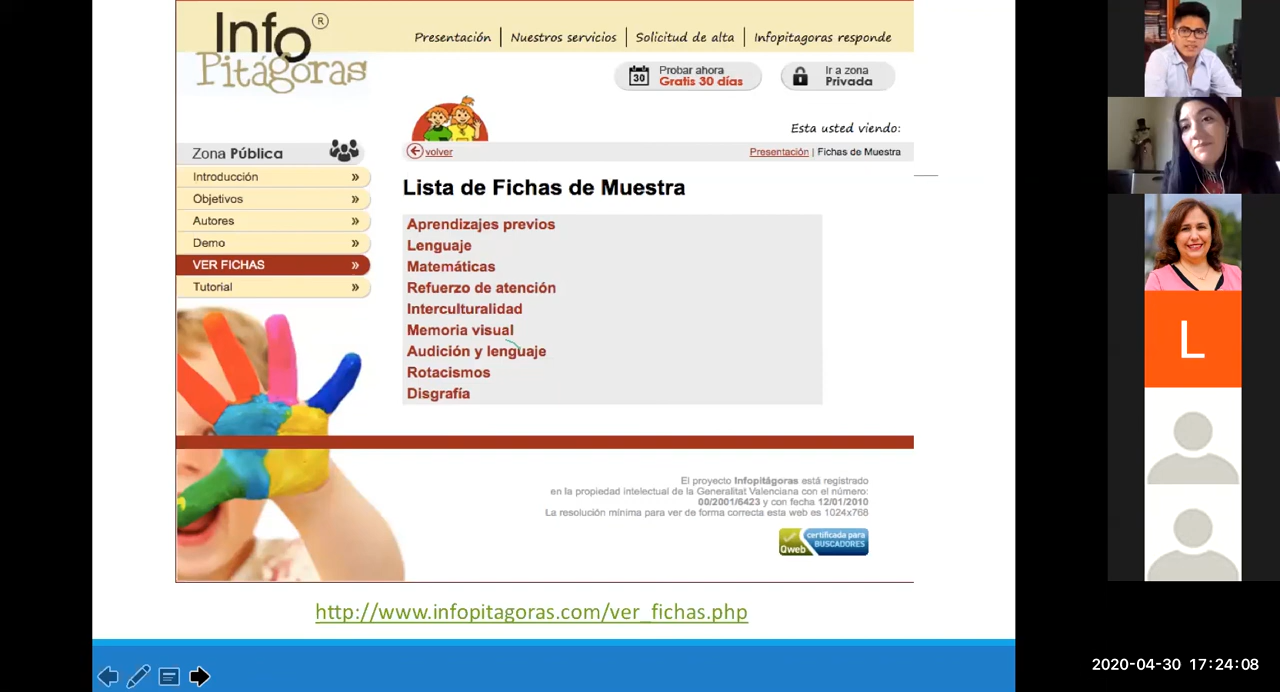 Info ®
Pitágoras
Presentación | Nuestros servicios | Solicitud de alta | Infopitagoras responde
30 Probar ahora
Gratis 30 días
Ir a zona
Privada
Esta usted viendo:
volver
Presentación | Fichas de Muestra
Zona Pública
Introducción »
Objetivos »
Autores »
Demo »
VER FICHAS »
Tutorial »
Lista de Fichas de Muestra
Aprendizajes previos
Lenguaje
Matemáticas
Refuerzo de atención
Interculturalidad
Memoria visual
Audición y lenguaje
Rotacismos
Disgrafía
El proyecto Infopitágoras está registrado
en la propiedad intelectual de la Generalitat Valenciana con el número:
00/2001/6423 y con fecha 12/01/2010
La resolución mínima para ver de forma correcta esta web es 1024x768
Qweb certificada para
BUSCADORES
http://www.infopitagoras.com/ver_fichas.php
L
2020-04-30 17:24:08